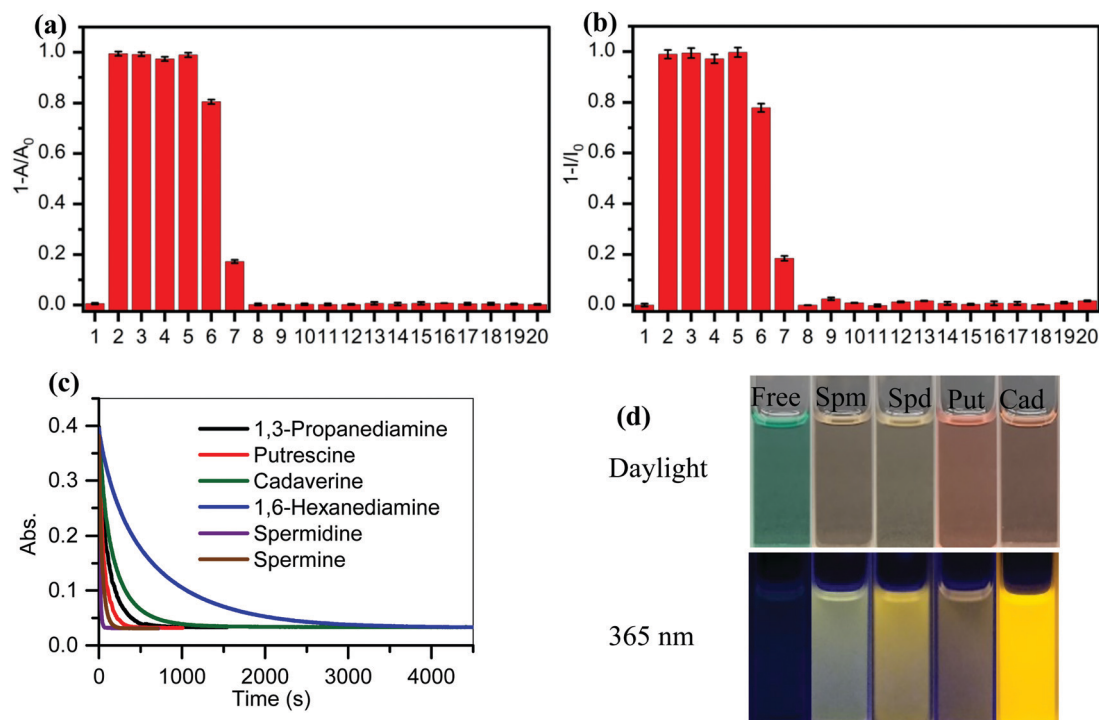 (a)
1-A/A0
1.0
0.8
0.6
0.4
0.2
0.0
1 2 3 4 5 6 7 8 9 10 11 12 13 14 15 16 17 18 1920
(b)
1-I/I0
1.0
0.8
0.6
0.4
0.2
0.0
1 2 3 4 5 6 7 8 9 10 11 12 13 14 15 16 17 18 1920
(c)
Abs.
0.4
0.3
0.2
0.1
0.0
1,3-Propanediamine
Putrescine
Cadaverine
1,6-Hexanediamine
Spermidine
Spermine
0 1000 2000 3000 4000
Time (s)
(d)
Free Spm Spd Put Cad
Daylight
365 nm